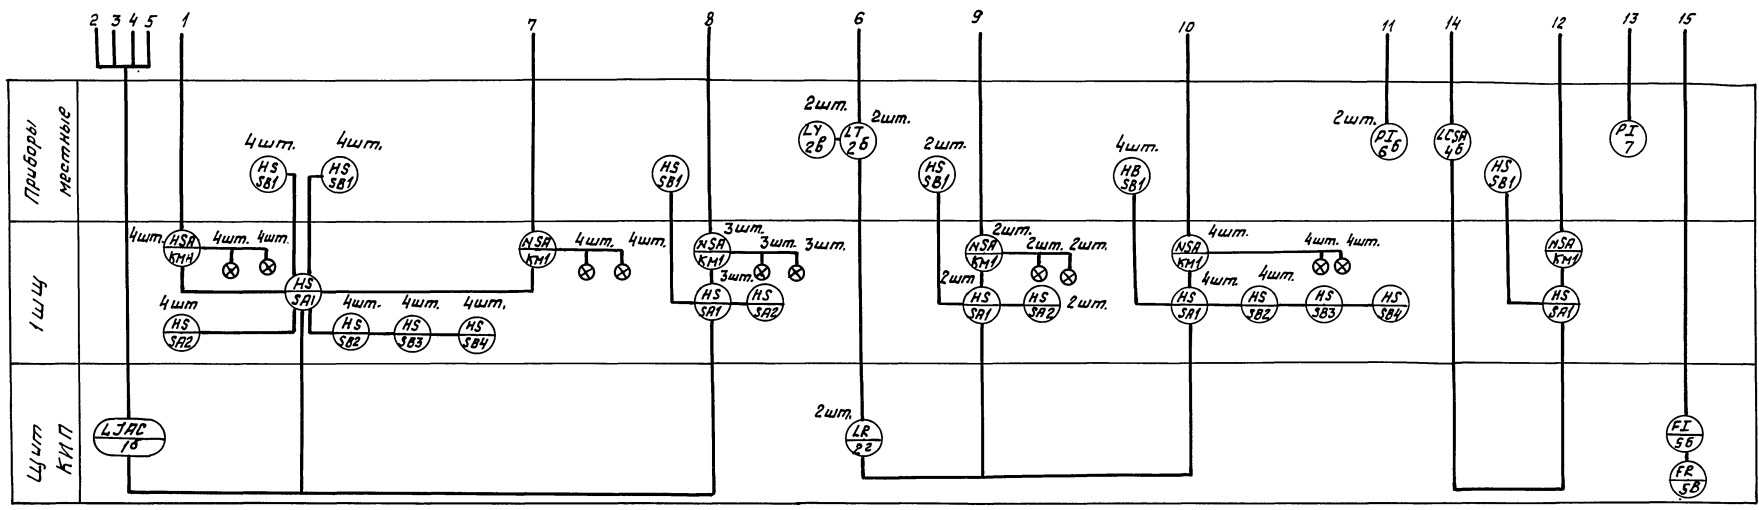 2 3 4 5 1 7 8 6 9 10 11 14 12 13 15
Приборы
местные
4шт. 4шт.
HS
SB1
HS
SB1
HS
SB1
2шт.
2шт.
LY
2в
LT
2б
2шт.
HS
SB1
4шт.
HB
SB1
2шт.
PI
6б
LCSA
4б
HS
SB1
PI
7
1щщ
4шт.
HSA
KM1
4шт. 4шт.
NSA
KM1
4шт. 4шт.
3шт.
NSA
KM1
3шт. 3шт.
2шт.
NSA
KM1
2шт. 2шт.
NSA
KM1
4шт.
4шт. 4шт.
NSA
KM1
4шт
HS
SA2
HS
SA1
4шт. 4шт. 4шт.
HS
SB2
HS
SB3
HS
SB4
3шт.
HS
SA1
HS
SA2
2шт
HS
SA1
HS
SA2
2шт.
HS
SA1
4шт. 4шт.
HS
SB2
HS
SB3
HS
SB4
HS
SA1
Щит
КИП
LJAC
1б
2шт.
LR
2г
FI
5б
FR
5в